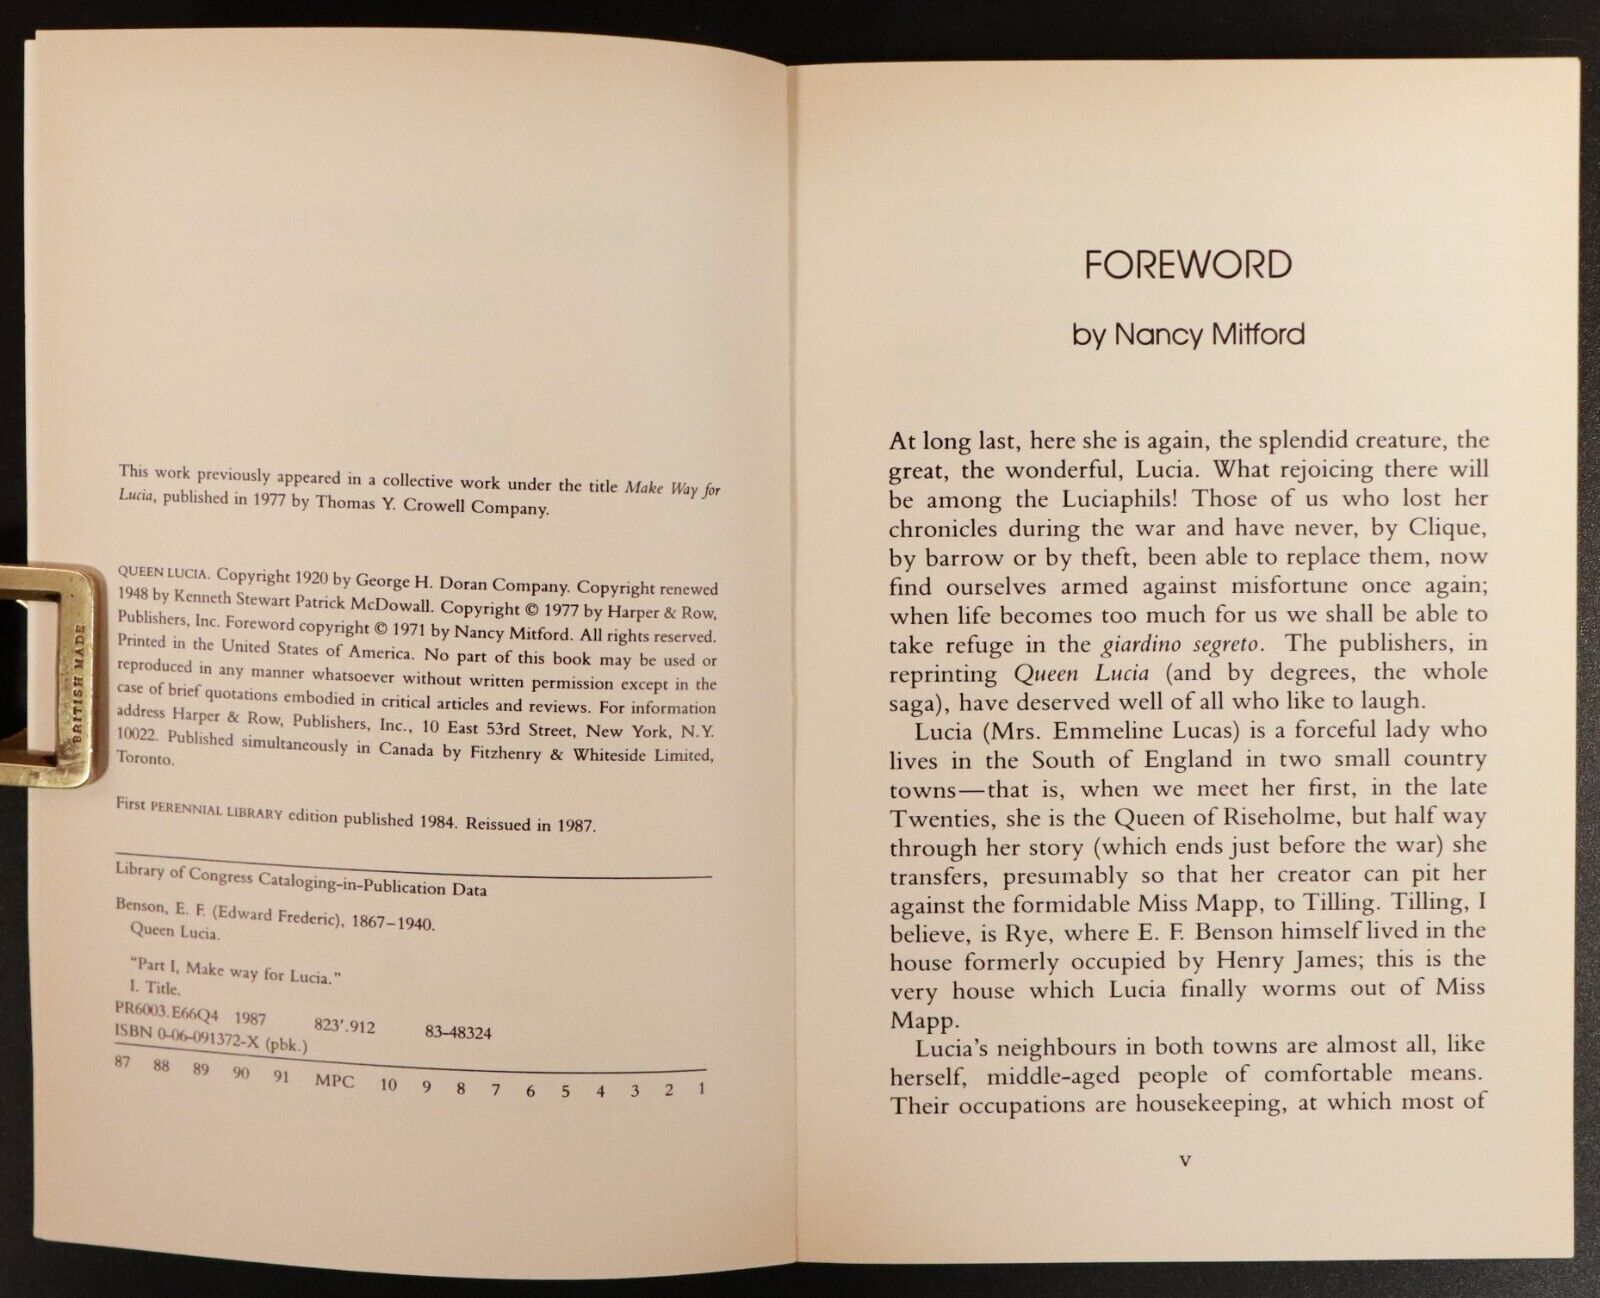 This work previously appeared in a collective work under the title Make Way for
Lucia, published in 1977 by Thomas Y. Crowell Company.
QUEEN LUCIA. Copyright 1920 by George H. Doran Company. Copyright renewed
1948 by Kenneth Stewart Patrick McDowall. Copyright © 1977 by Harper & Row,
Publishers, Inc. Foreword copyright © 1971 by Nancy Mitford. All rights reserved.
Printed in the United States of America. No part of this book may be used or
reproduced in any manner whatsoever without written permission except in the
case of brief quotations embodied in critical articles and reviews. For information
address Harper & Row, Publishers, Inc., 10 East 53rd Street, New York, N.Y.
10022. Published simultaneously in Canada by Fitzhenry & Whiteside Limited,
Toronto.
First PERENNIAL LIBRARY edition published 1984. Reissued in 1987.
Library of Congress Cataloging-in-Publication Data
Benson, E. F. (Edward Frederic), 1867–1940.
Queen Lucia.
“Part I, Make way for Lucia.”
I. Title.
PR6003.E66Q4 1987 823'.912 83-48324
ISBN 0-06-091372-X (pbk.)
87 88 89 90 91 MPC 10 9 8 7 6 5 4 3 2 1
BRITISH MADE
FOREWORD
by Nancy Mitford
At long last, here she is again, the splendid creature, the
great, the wonderful, Lucia. What rejoicing there will
be among the Luciaphils! Those of us who lost her
chronicles during the war and have never, by Clique,
by barrow or by theft, been able to replace them, now
find ourselves armed against misfortune once again;
when life becomes too much for us we shall be able to
take refuge in the giardino segreto. The publishers, in
reprinting Queen Lucia (and by degrees, the whole
saga), have deserved well of all who like to laugh.
Lucia (Mrs. Emmeline Lucas) is a forceful lady who
lives in the South of England in two small country
towns—that is, when we meet her first, in the late
Twenties, she is the Queen of Riseholme, but half way
through her story (which ends just before the war) she
transfers, presumably so that her creator can pit her
against the formidable Miss Mapp, to Tilling. Tilling, I
believe, is Rye, where E. F. Benson himself lived in the
house formerly occupied by Henry James; this is the
very house which Lucia finally worms out of Miss
Mapp.
Lucia's neighbours in both towns are almost all, like
herself, middle-aged people of comfortable means.
Their occupations are housekeeping, at which most of
v